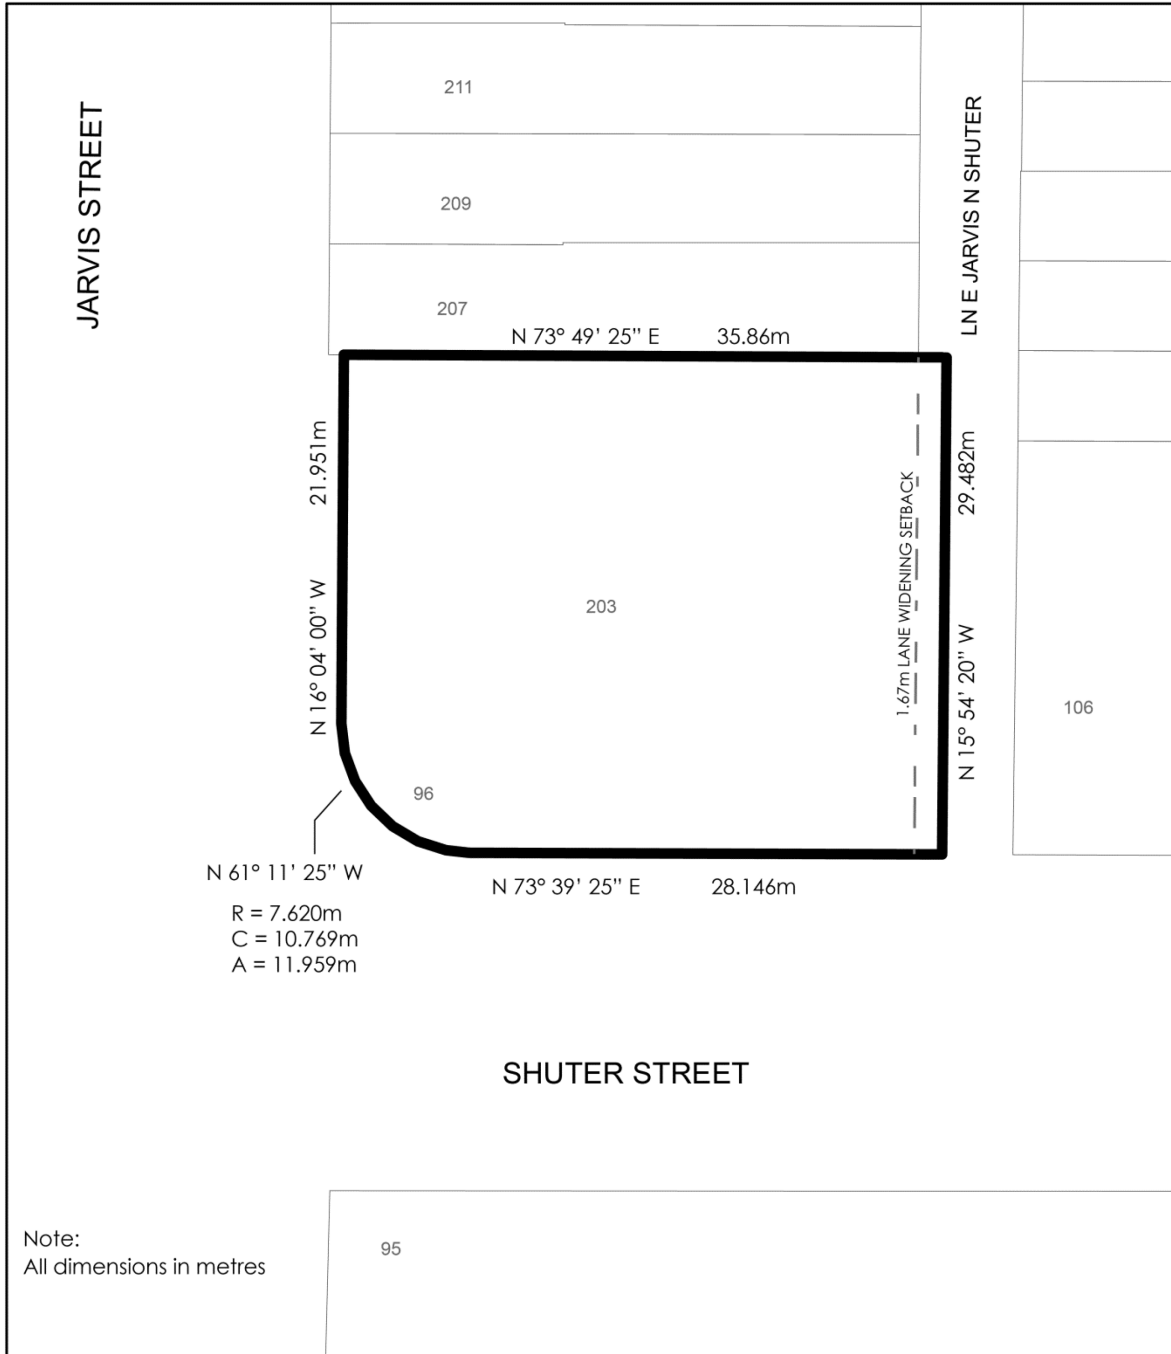 211
JARVIS STREET
LN E JARVIS N SHUTER
209
207
N 73° 49’ 25” E 35.86m
21.951m
29.482m
1.67m LANE WIDENING SETBACK
N 16° 04’ 00” W
203
N 15° 54’ 20” W
106
96
N 61° 11’ 25” W
R = 7.620m
C = 10.769m
A = 11.959m
N 73° 39’ 25” E 28.146m
SHUTER STREET
Note:
All dimensions in metres
95